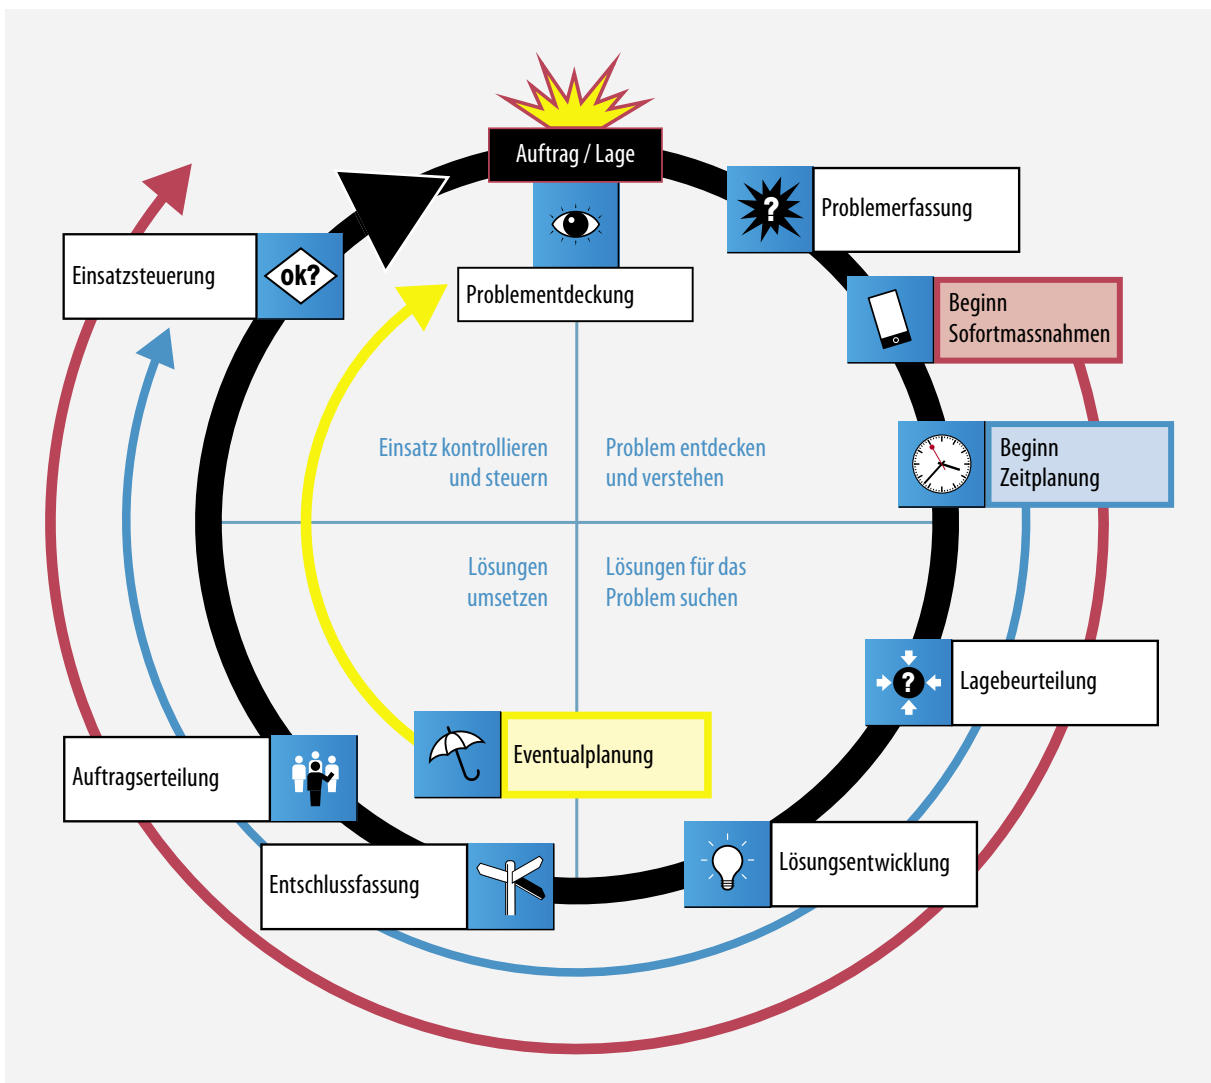 Auftrag / Lage
?
Problemerfassung
Einsatzsteuerung
ok?
Problementdeckung
Beginn
Sofortmassnahmen
Einsatz kontrollieren
und steuern
Problem entdecken
und verstehen
Beginn
Zeitplanung
Lösungen
umsetzen
Lösungen für das
Problem suchen
?
Lagebeurteilung
Auftragserteilung
Eventualplanung
Entschlussfassung
Lösungsentwicklung